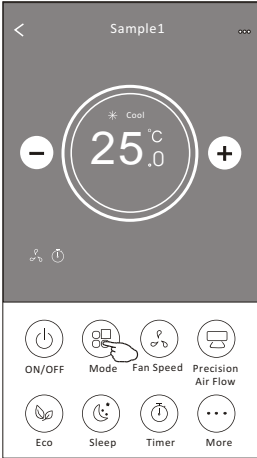 Sample1
Cool
25.0°C
ON/OFF
Mode
Fan Speed
Precision
Air Flow
Eco
Sleep
Timer
More